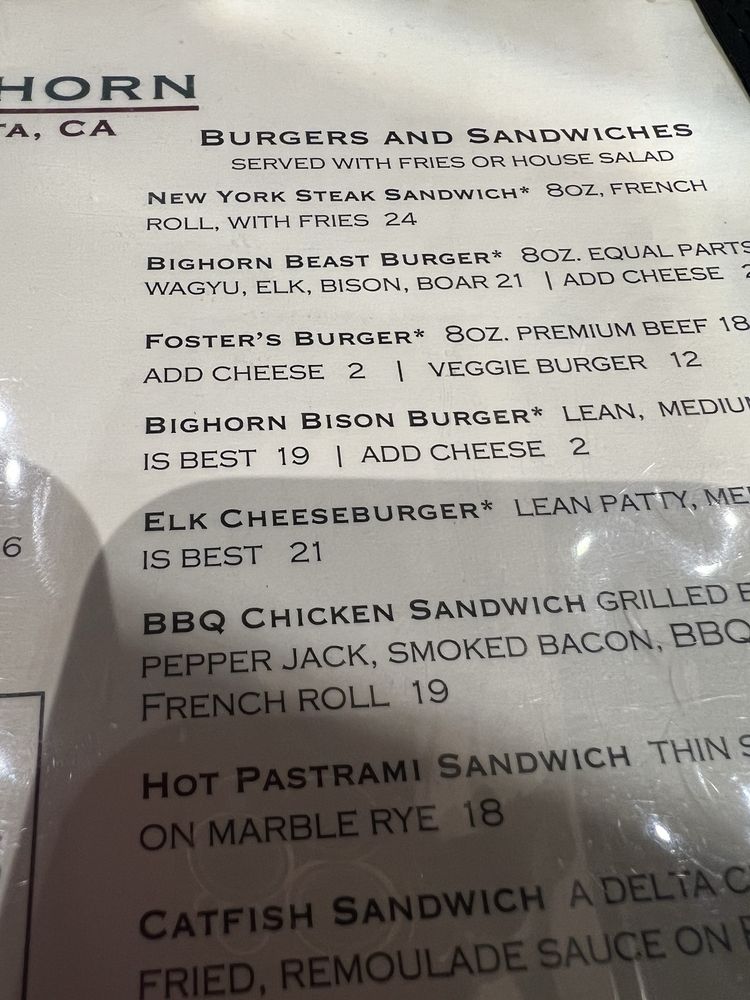 HORN
TA, CA
BURGERS AND SANDWICHES
SERVED WITH FRIES OR HOUSE SALAD
NEW YORK STEAK SANDWICH* 8OZ, FRENCH
ROLL, WITH FRIES 24
BIGHORN BEAST BURGER* 8OZ. EQUAL PARTS
WAGYU, ELK, BISON, BOAR 21 | ADD CHEESE 2
FOSTER'S BURGER* 8OZ. PREMIUM BEEF 18
ADD CHEESE 2 | VEGGIE BURGER 12
BIGHORN BISON BURGER* LEAN, MEDIUM
IS BEST 19 | ADD CHEESE 2
ELK CHEESEBURGER* LEAN PATTY,
IS BEST 21
6
BBQ CHICKEN SANDWICH GRILLED
PEPPER JACK, SMOKED BACON, BBQ
FRENCH ROLL 19
HOT PASTRAMI SANDWICH THIN
ON MARBLE RYE 18
CATFISH SANDWICH A DELTA
FRIED, REMOULADE SAUCE ON